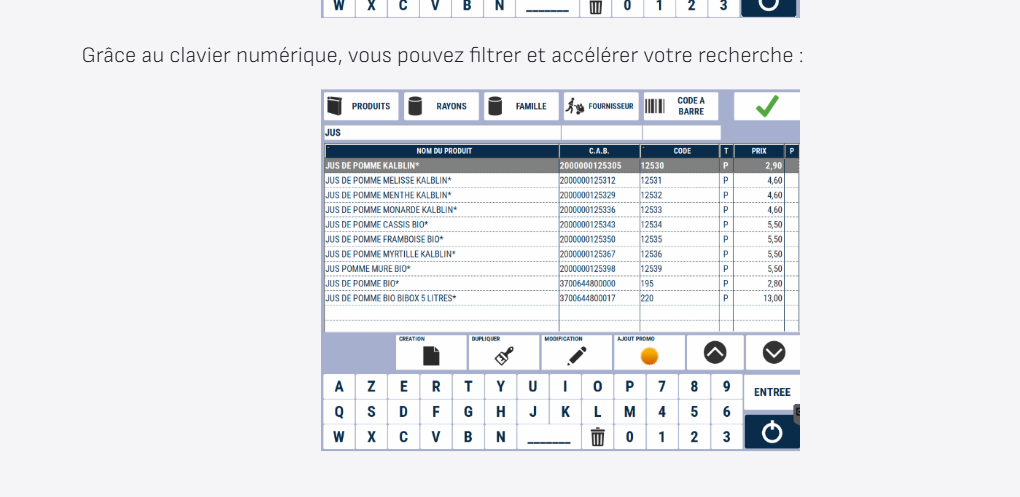 W X C V B N _______ 0 1 2 3
Grâce au clavier numérique, vous pouvez filtrer et accélérer votre recherche :
PRODUITS RAYONS FAMILLE FOURNISSEUR CODE A BARRE
JUS
NOM DU PRODUIT C.A.B. CODE T PRIX P
JUS DE POMME KALBLIN* 2000000125305 12530 P 2,90
JUS DE POMME MELISSE KALBLIN* 2000000125312 12531 P 4,60
JUS DE POMME MENTHE KALBLIN* 2000000125329 12532 P 4,60
JUS DE POMME MONARDE KALBLIN* 2000000125336 12533 P 4,60
JUS DE POMME CASSIS BIO* 2000000125343 12534 P 5,50
JUS DE POMME FRAMBOISE BIO* 2000000125350 12535 P 5,50
JUS DE POMME MYRTILLE KALBLIN* 2000000125367 12536 P 5,50
JUS POMME MURE BIO* 2000000125398 12539 P 5,50
JUS DE POMME BIO* 3700644800000 195 P 2,80
JUS DE POMME BIO BIBOX 5 LITRES* 3700644800017 220 P 13,00
CREATION DUPLIQUER MODIFICATION AJOUT PROMO
A Z E R T Y U I O P 7 8 9 ENTREE
Q S D F G H J K L M 4 5 6
W X C V B N _______ 0 1 2 3